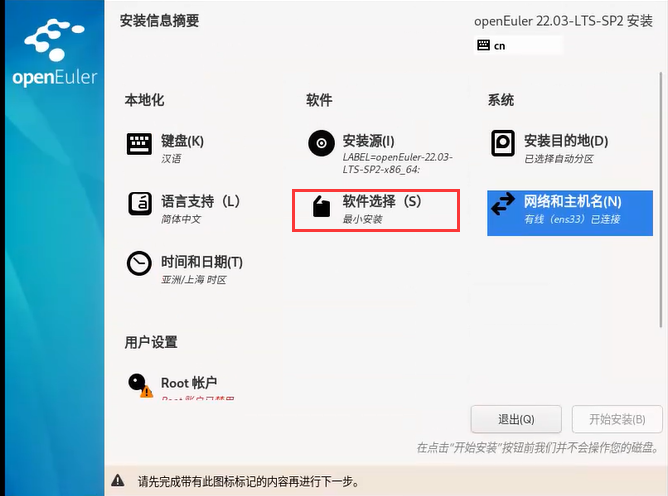 openEuler
安装信息摘要
openEuler 22.03-LTS-SP2 安装
cn
本地化
键盘(K)
汉语
语言支持（L）
简体中文
时间和日期(T)
亚洲/上海 时区
软件
安装源(I)
LABEL=openEuler-22.03-
LTS-SP2-x86_64:
软件选择（S）
最小安装
系统
安装目的地(D)
已选择自动分区
网络和主机名(N)
有线（ens33）已连接
用户设置
Root 帐户
退出(Q)
开始安装(B)
在点击“开始安装”按钮前我们并不会操作您的磁盘。
请先完成带有此图标标记的内容再进行下一步。